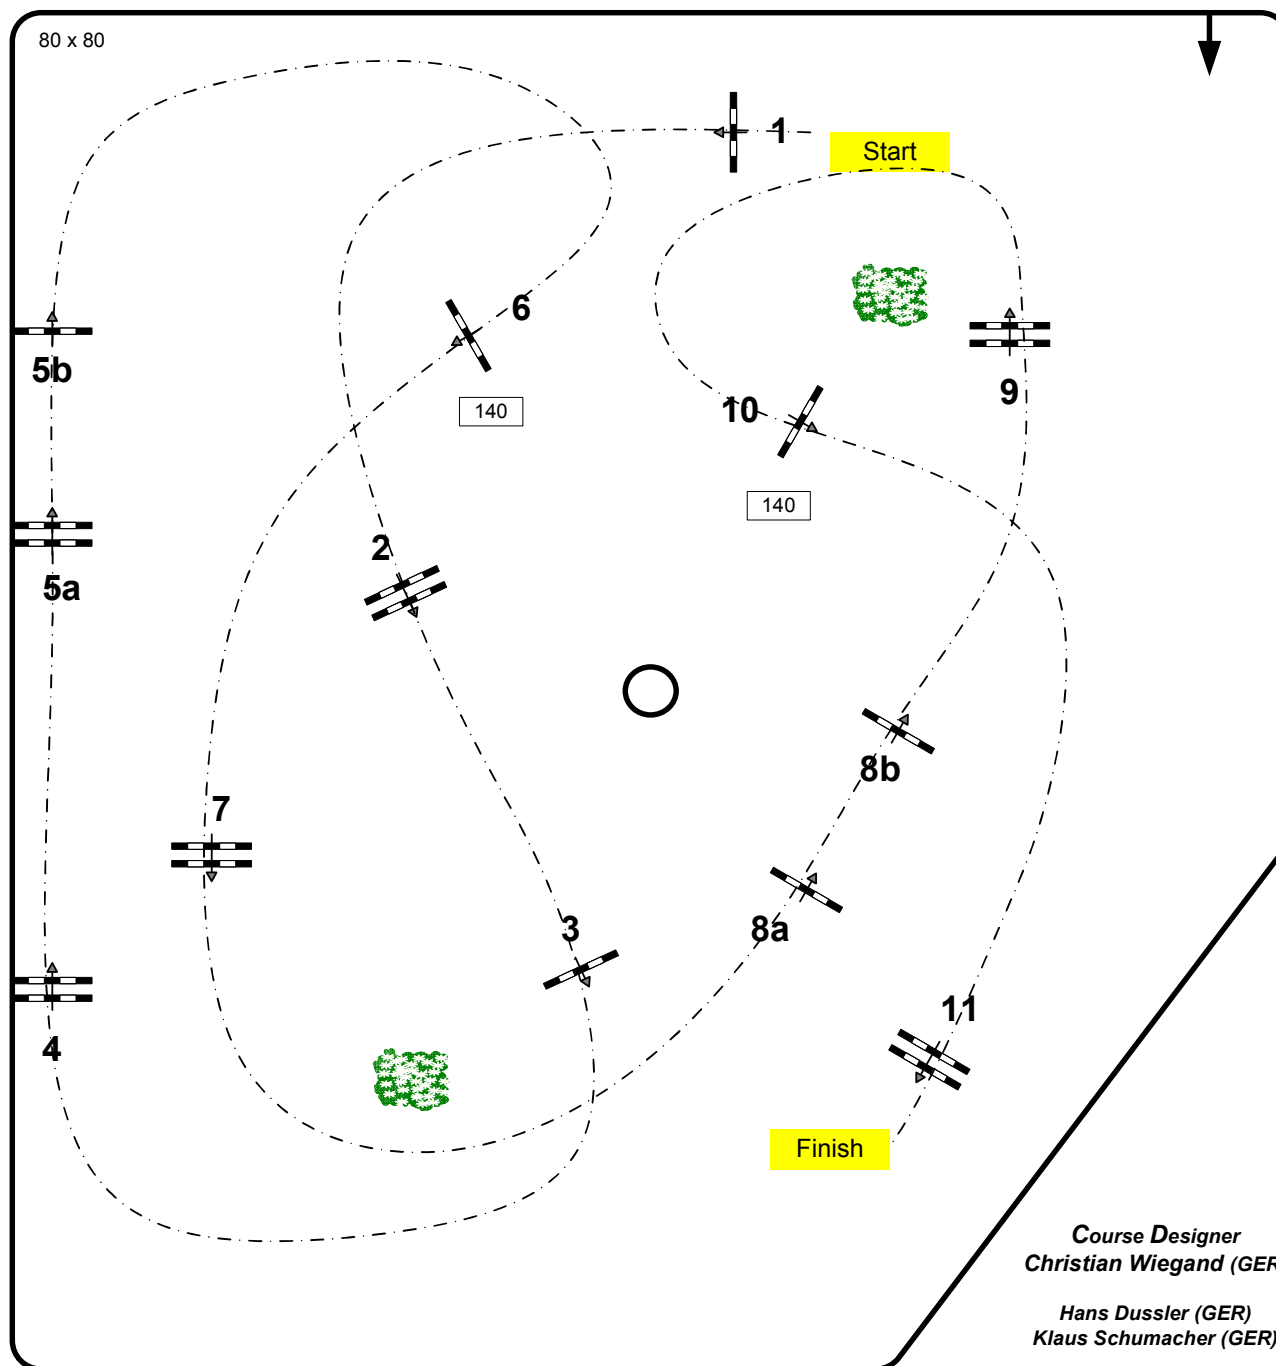 80 x 80
1
Start
6
5b
9
140
10
140
2
5a
8b
7
8a
3
11
4
Finish
Course Designer
Christian Wiegand (GER
Hans Dussler (GER)
Klaus Schumacher (GER)